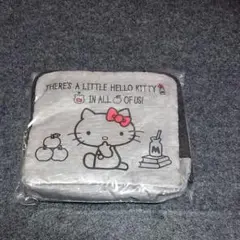 THERE'S A LITTLE HELLO KITTY
IN ALL OF US!
M